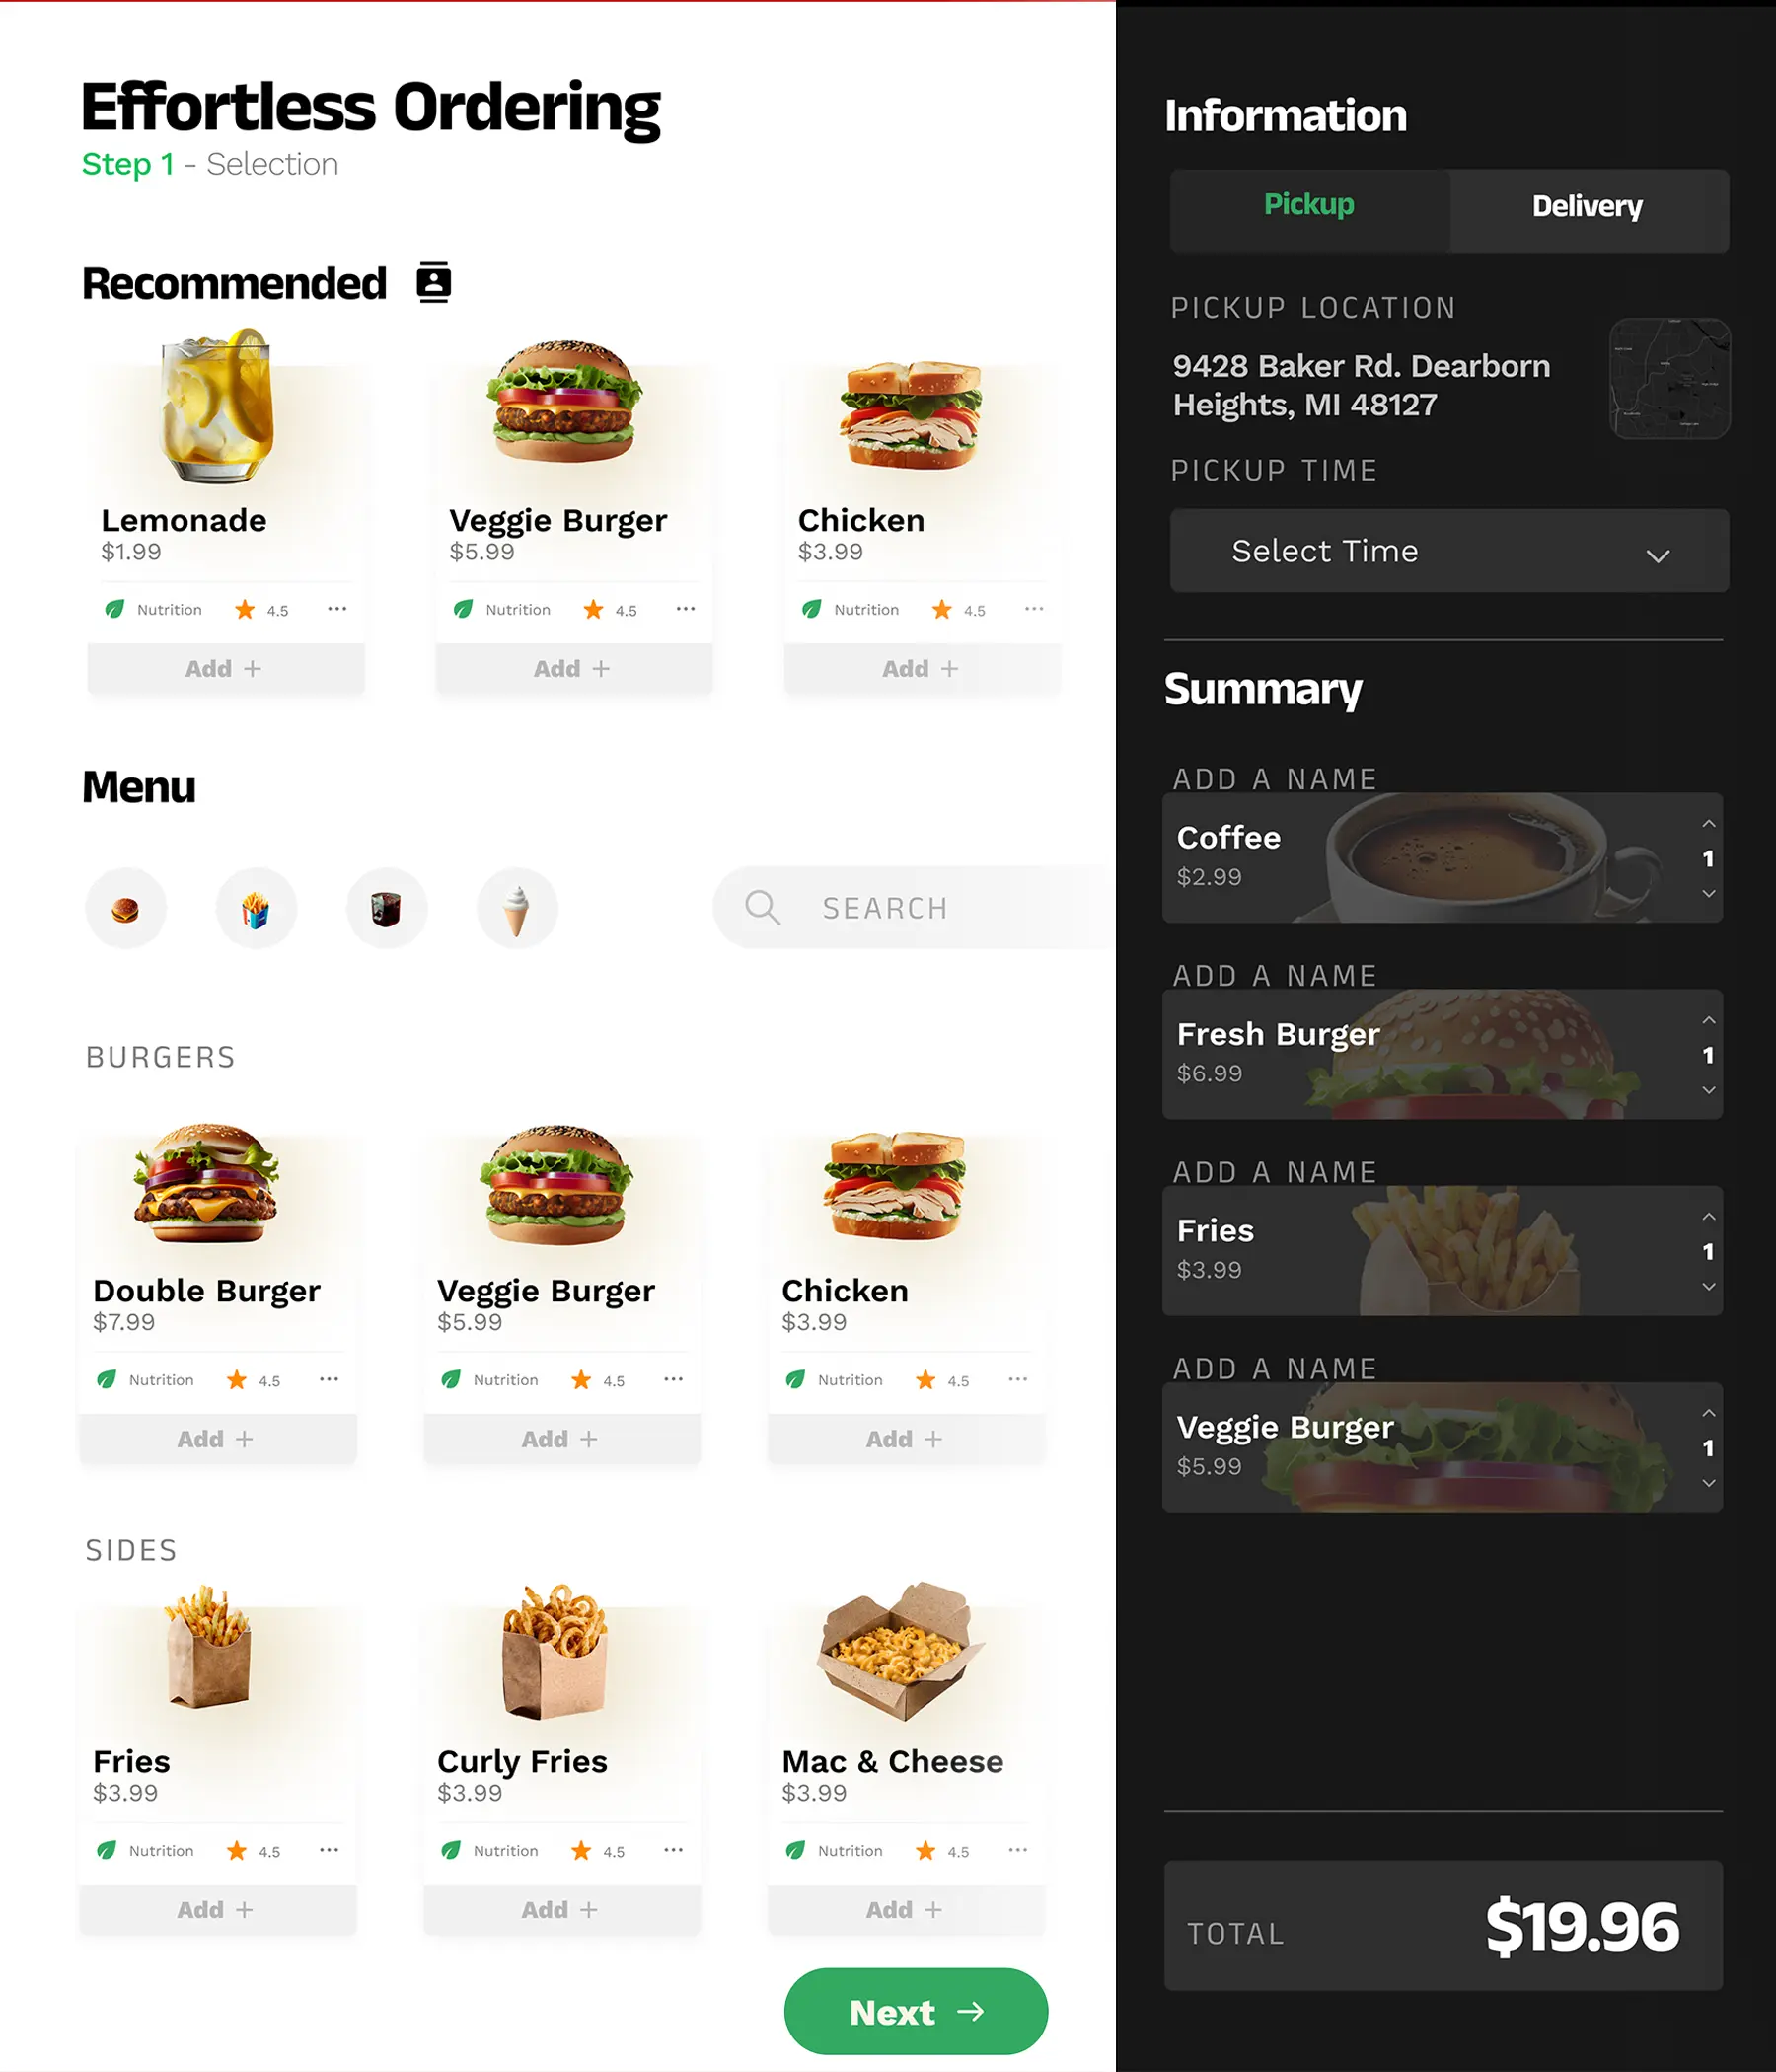 Effortless Ordering
Step 1 - Selection
Recommended
Lemonade
$1.99
Nutrition 4.5 ...
Add +
Veggie Burger
$5.99
Nutrition 4.5 ...
Add +
Chicken
$3.99
Nutrition 4.5 ...
Add +
Menu
SEARCH
BURGERS
Double Burger
$7.99
Nutrition 4.5 ...
Add +
Veggie Burger
$5.99
Nutrition 4.5 ...
Add +
Chicken
$3.99
Nutrition 4.5 ...
Add +
SIDES
Fries
$3.99
Nutrition 4.5 ...
Add +
Curly Fries
$3.99
Nutrition 4.5 ...
Add +
Mac & Cheese
$3.99
Nutrition 4.5 ...
Add +
Next →
Information
Pickup Delivery
PICKUP LOCATION
9428 Baker Rd. Dearborn
Heights, MI 48127
PICKUP TIME
Select Time
Summary
ADD A NAME
Coffee
$2.99
1
ADD A NAME
Fresh Burger
$6.99
1
ADD A NAME
Fries
$3.99
1
ADD A NAME
Veggie Burger
$5.99
1
TOTAL $19.96